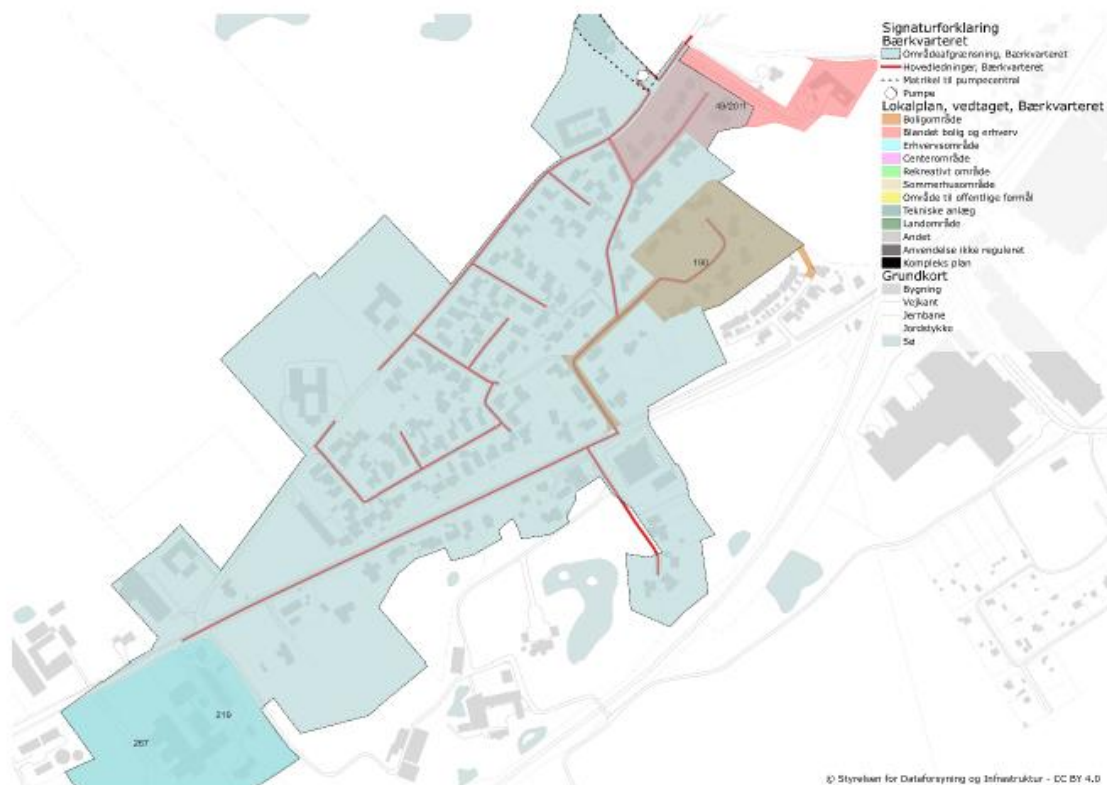 Signaturforklaring
Bærkvarteret
Områdeafgrænsning, Bærkvarteret
Hovedledninger, Bærkvarteret
Matrikel til pumpecentral
Pumpe
Lokalplan, vedtaget, Bærkvarteret
Boligområde
Blandet bolig og erhverv
Erhvervsområde
Centerområde
Rekreativt område
Sommerhusområde
Område til offentlige formål
Tekniske anlæg
Landområde
Andet
Anvendelse ikke reguleret
Kompleks plan
Grundkort
Bygning
Vejkant
Jernbane
Jordstykke
Sø
49/2011
190
219
267
© Styrelsen for Dataforsyning og Infrastruktur - CC BY 4.0